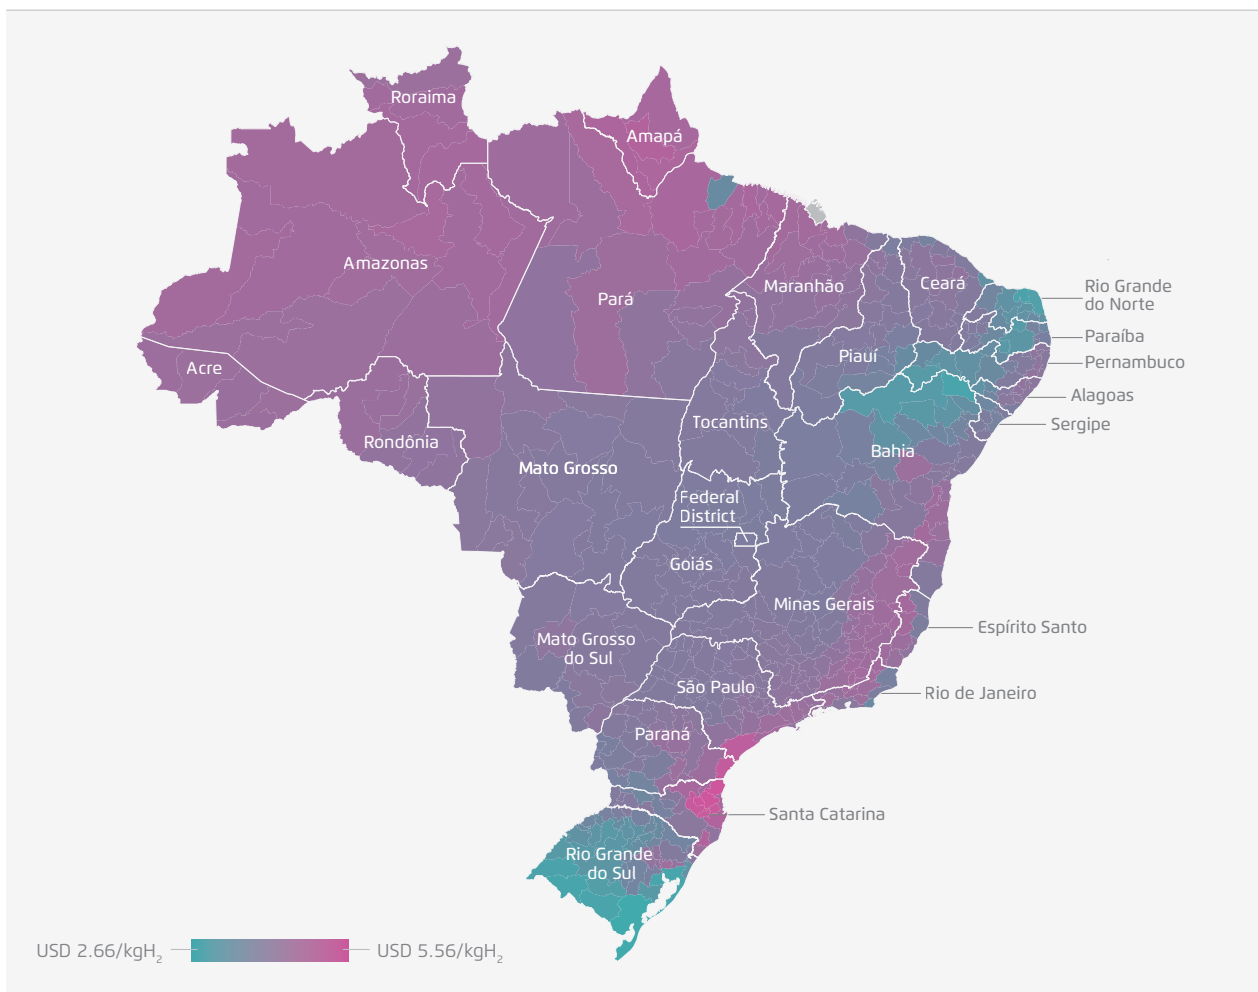 Roraima
Amapá
Amazonas
Pará
Maranhão
Ceará
Rio Grande
do Norte
Paraíba
Piauí
Pernambuco
Acre
Alagoas
Tocantins
Sergipe
Rondônia
Bahia
Mato Grosso
Federal
District
Goiás
Minas Gerais
Espírito Santo
Mato Grosso
do Sul
São Paulo
Rio de Janeiro
Paraná
Santa Catarina
Rio Grande
do Sul
USD 2.66/kgH₂ USD 5.56/kgH₂